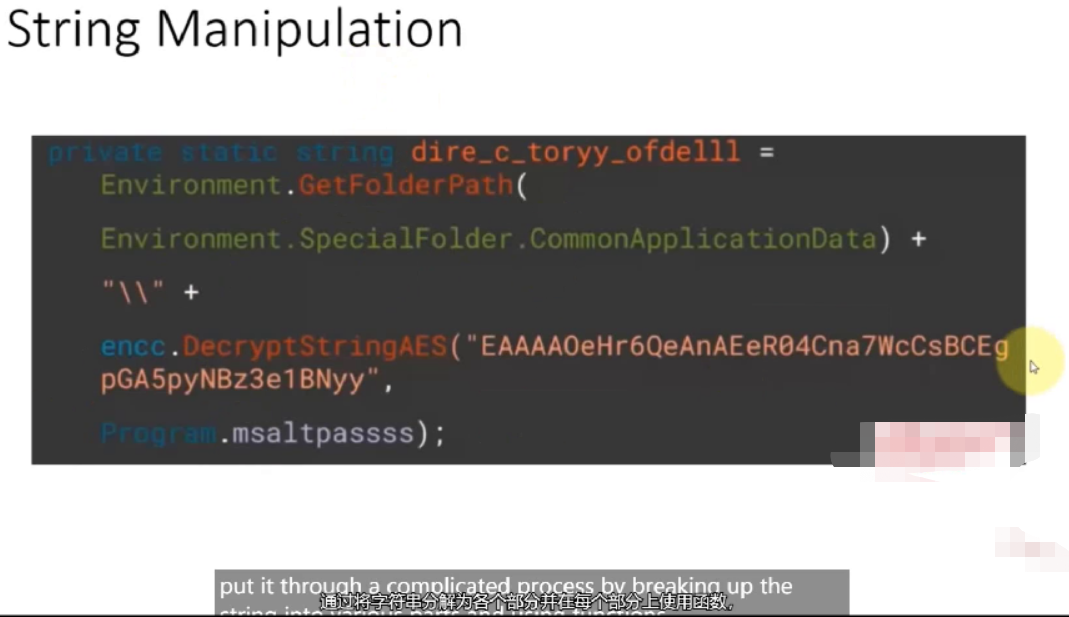 String Manipulation
private static string dire_c_toryy_ofdelll =
Environment.GetFolderPath(
Environment.SpecialFolder.CommonApplicationData) +
"\\" +
encc.DecryptStringAES("EAAAAOeHr6QeAnAEeR04Cna7WcCsBCEg
pGA5pyNBz3e1BNyy",
Program.msaltpassss);
put it through a complicated process by breaking up the
通过将字符串分解为各个部分并在每个部分上使用函数,
string into various parts and using functions